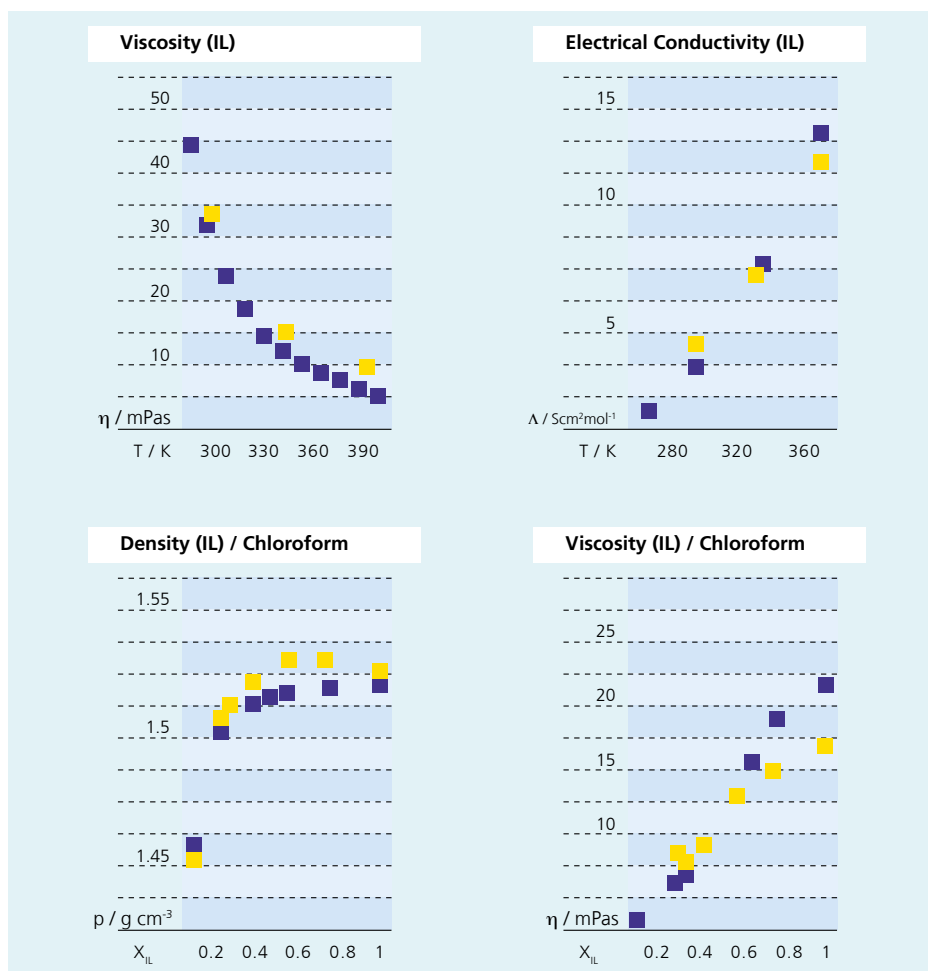 Viscosity (IL)
50
40
30
20
10
η / mPas
T / K 300 330 360 390
Electrical Conductivity (IL)
15
10
5
Λ / Scm²mol⁻¹
T / K 280 320 360
Density (IL) / Chloroform
1.55
1.5
1.45
p / g cm⁻³
X_IL 0.2 0.4 0.6 0.8 1
Viscosity (IL) / Chloroform
25
20
15
10
η / mPas
X_IL 0.2 0.4 0.6 0.8 1